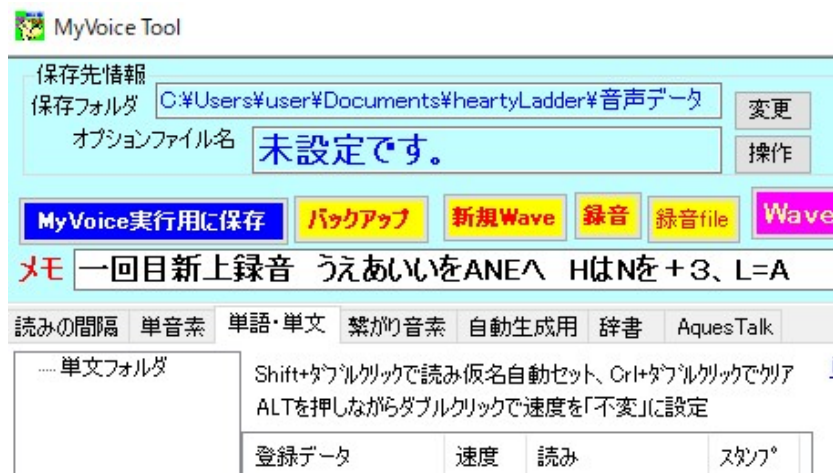 MyVoice Tool
保存先情報
保存フォルダ C:¥Users¥user¥Documents¥heartyLadder¥音声データ 変更
オプションファイル名 未設定です。 操作
MyVoice実行用に保存 バックアップ 新規Wave 録音 録音file Wave
メモ 一回目新上録音 うえあいいをANEへ HはNを+3、L=A
読みの間隔 単音素 単語・単文 繋がり音素 自動生成用 辞書 AquesTalk
単文フォルダ
Shift+ダブルクリックで読み仮名自動セット、Crl+ダブルクリックでクリア
ALTを押しながらダブルクリックで速度を「不変」に設定
登録データ 速度 読み スタンプ